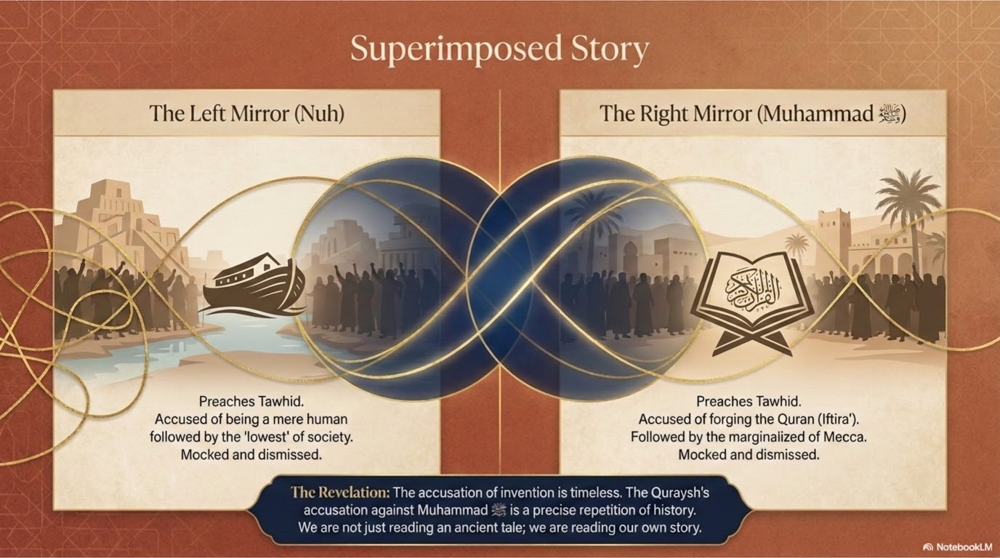 Superimposed Story
The Left Mirror (Nuh)
Preaches Tawhid.
Accused of being a mere human
followed by the 'lowest' of society.
Mocked and dismissed.
The Right Mirror (Muhammad ﷺ)
القرآن الكريم
Preaches Tawhid.
Accused of forging the Quran (Iftira').
Followed by the marginalized of Mecca.
Mocked and dismissed.
The Revelation: The accusation of invention is timeless. The Quraysh's
accusation against Muhammad ﷺ is a precise repetition of history.
We are not just reading an ancient tale; we are reading our own story.
NotebookLM